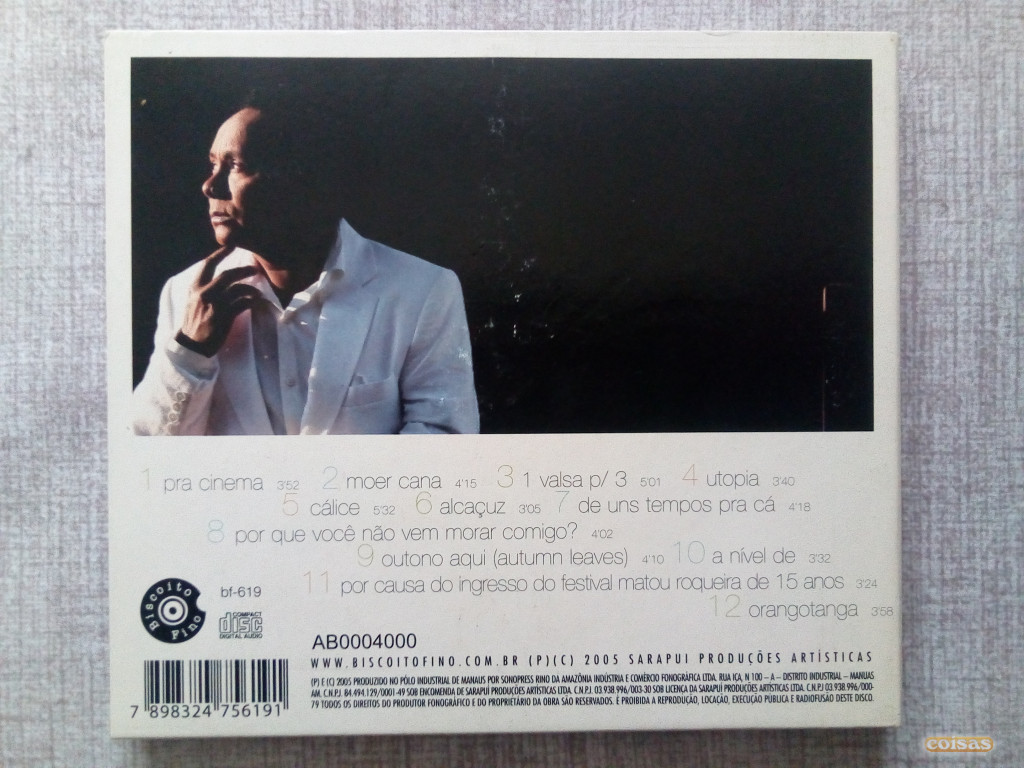 1 pra cinema 3'52 2 moer cana 4'15 3 1 valsa p/ 3 5'01 4 utopia 3'40
5 cálice 5'32 6 alcaçuz 3'05 7 de uns tempos pra cá 4'18
8 por que você não vem morar comigo? 4'02
9 outono aqui (autumn leaves) 4'10 10 a nível de 3'32
11 por causa do ingresso do festival matou roqueira de 15 anos 3'24
12 orangotanga 3'58
Biscoito Fino
bf-619
COMPACT disc DIGITAL AUDIO
AB0004000
WWW.BISCOITOFINO.COM.BR (P)(C) 2005 SARAPUI PRODUÇÕES ARTÍSTICAS
(P) E (C) 2005 PRODUZIDO NO PÓLO INDUSTRIAL DE MANAUS POR SONOPRESS RINO DA AMAZÔNIA INDÚSTRIA E COMÉRCIO FONOGRÁFICA LTDA. RUA IÇA, N 100 – A – DISTRITO INDUSTRIAL – MANUAS
AM. C.N.P.J. 84.494.129/0001-49 SOB ENCOMENDA DE SARAPUÍ PRODUÇÕES ARTÍSTICAS LTDA. C.N.P.J. 03.938.996/003-30 SOB LICENÇA DA SARAPUÍ PRODUÇÕES ARTÍSTICAS LTDA. C.N.P.J 03.938.996/000-
79 TODOS OS DIREITOS DO PRODUTOR FONOGRÁFICO E DO PROPRIETÁRIO DA OBRA SÃO RESERVADOS. É PROIBIDA A REPRODUÇÃO, LOCACÃO, EXECUÇÃO PÚBLICA E RADIOFUSÃO DESTE DISCO.
7 898324 756191
coisas